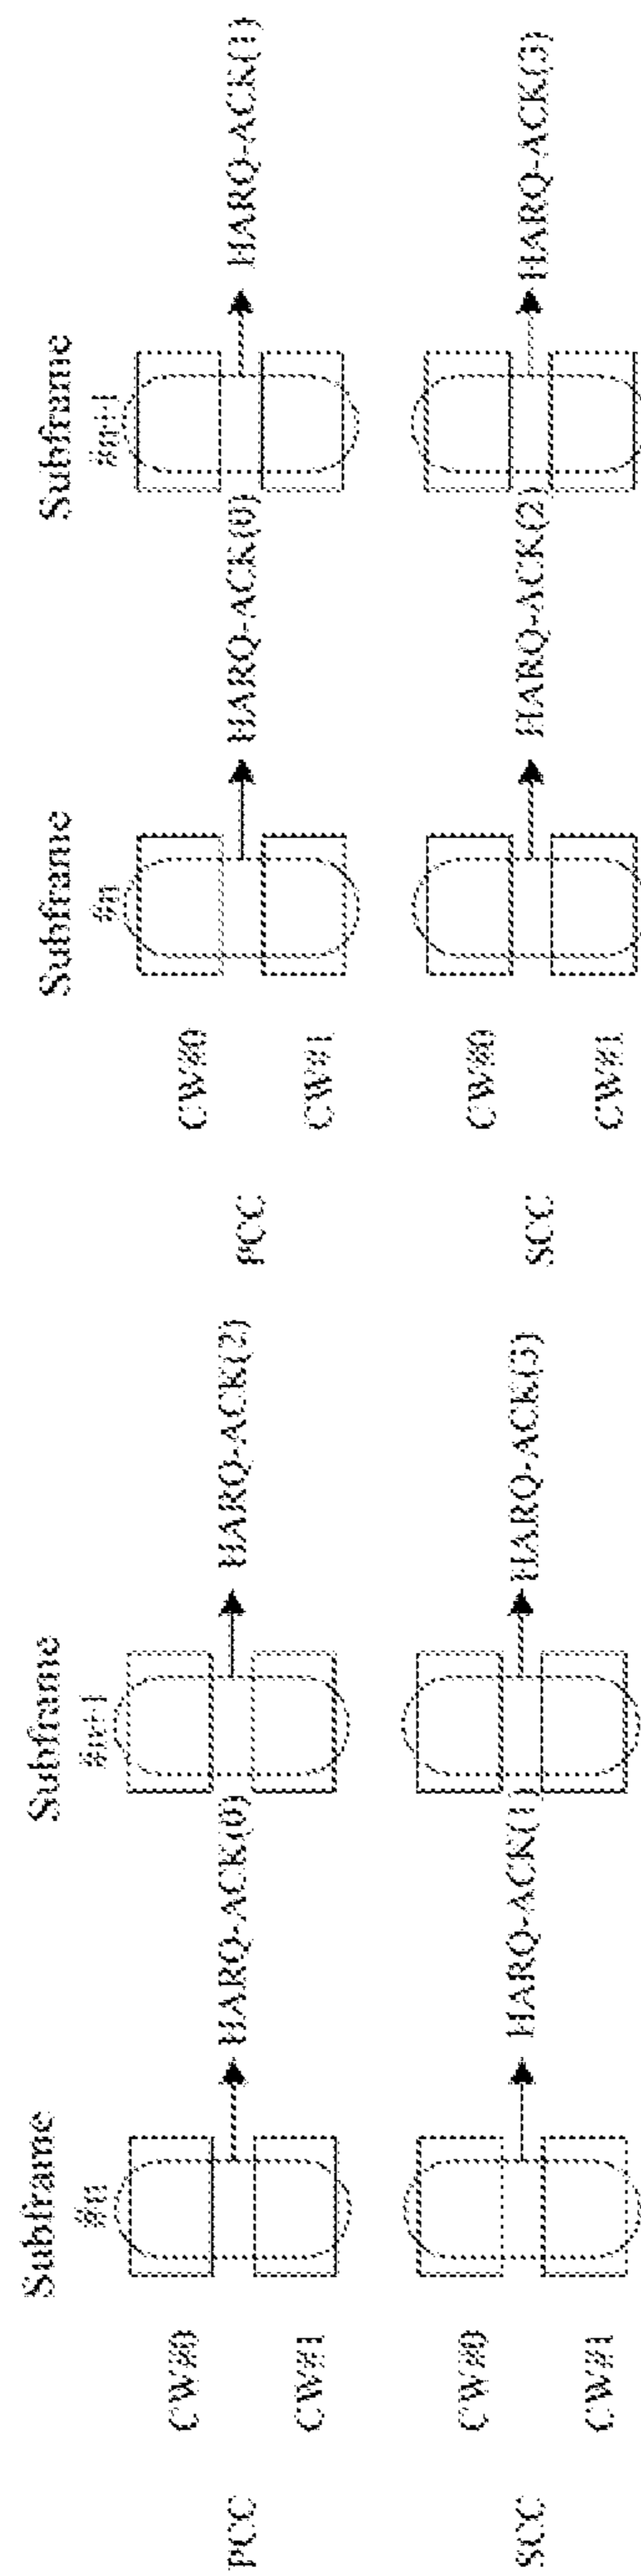 Subframe
#n
Subframe
#n+1
PCC
CW#0
CW#1
HARQ-ACK(0)
HARQ-ACK(2)
SCC
CW#0
CW#1
HARQ-ACK(1)
HARQ-ACK(3)
Subframe
#n
Subframe
#n+1
PCC
CW#0
CW#1
HARQ-ACK(0)
HARQ-ACK(1)
SCC
CW#0
CW#1
HARQ-ACK(2)
HARQ-ACK(3)